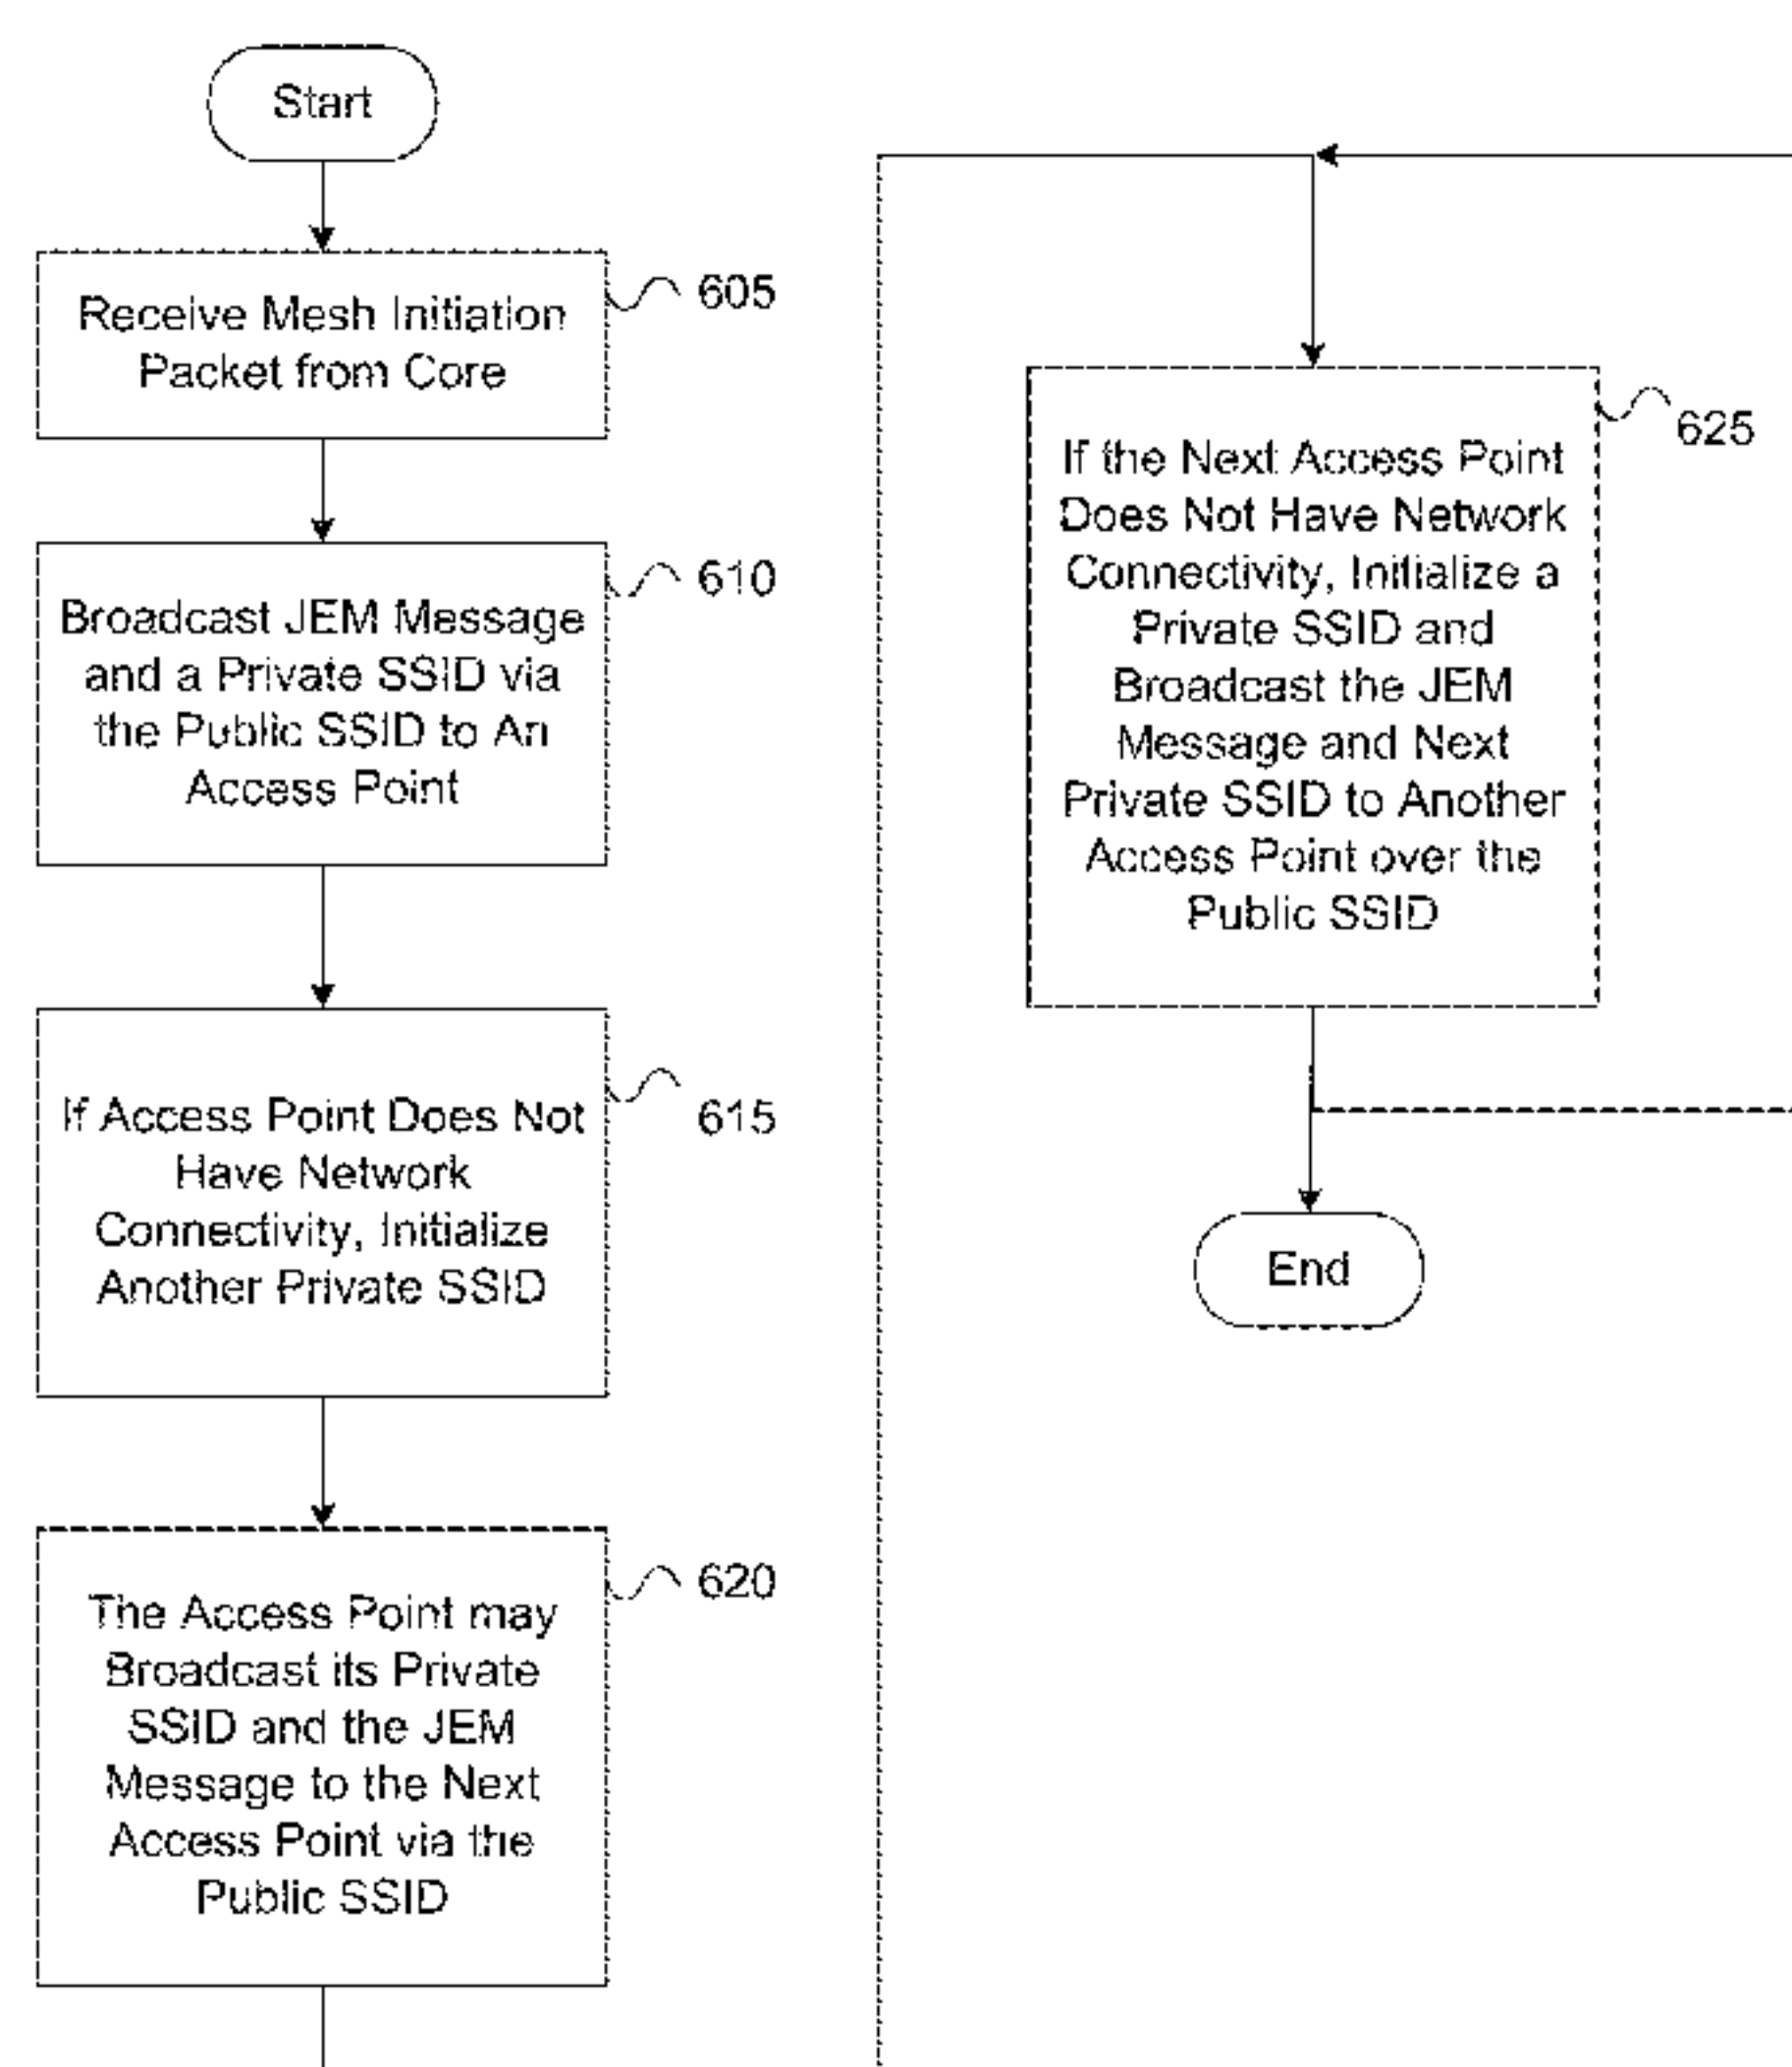 Start
605
Receive Mesh Initiation
Packet from Core
610
Broadcast JEM Message
and a Private SSID via
the Public SSID to An
Access Point
615
If Access Point Does Not
Have Network
Connectivity, Initialize
Another Private SSID
620
The Access Point may
Broadcast its Private
SSID and the JEM
Message to the Next
Access Point via the
Public SSID
625
If the Next Access Point
Does Not Have Network
Connectivity, Initialize a
Private SSID and
Broadcast the JEM
Message and Next
Private SSID to Another
Access Point over the
Public SSID
End